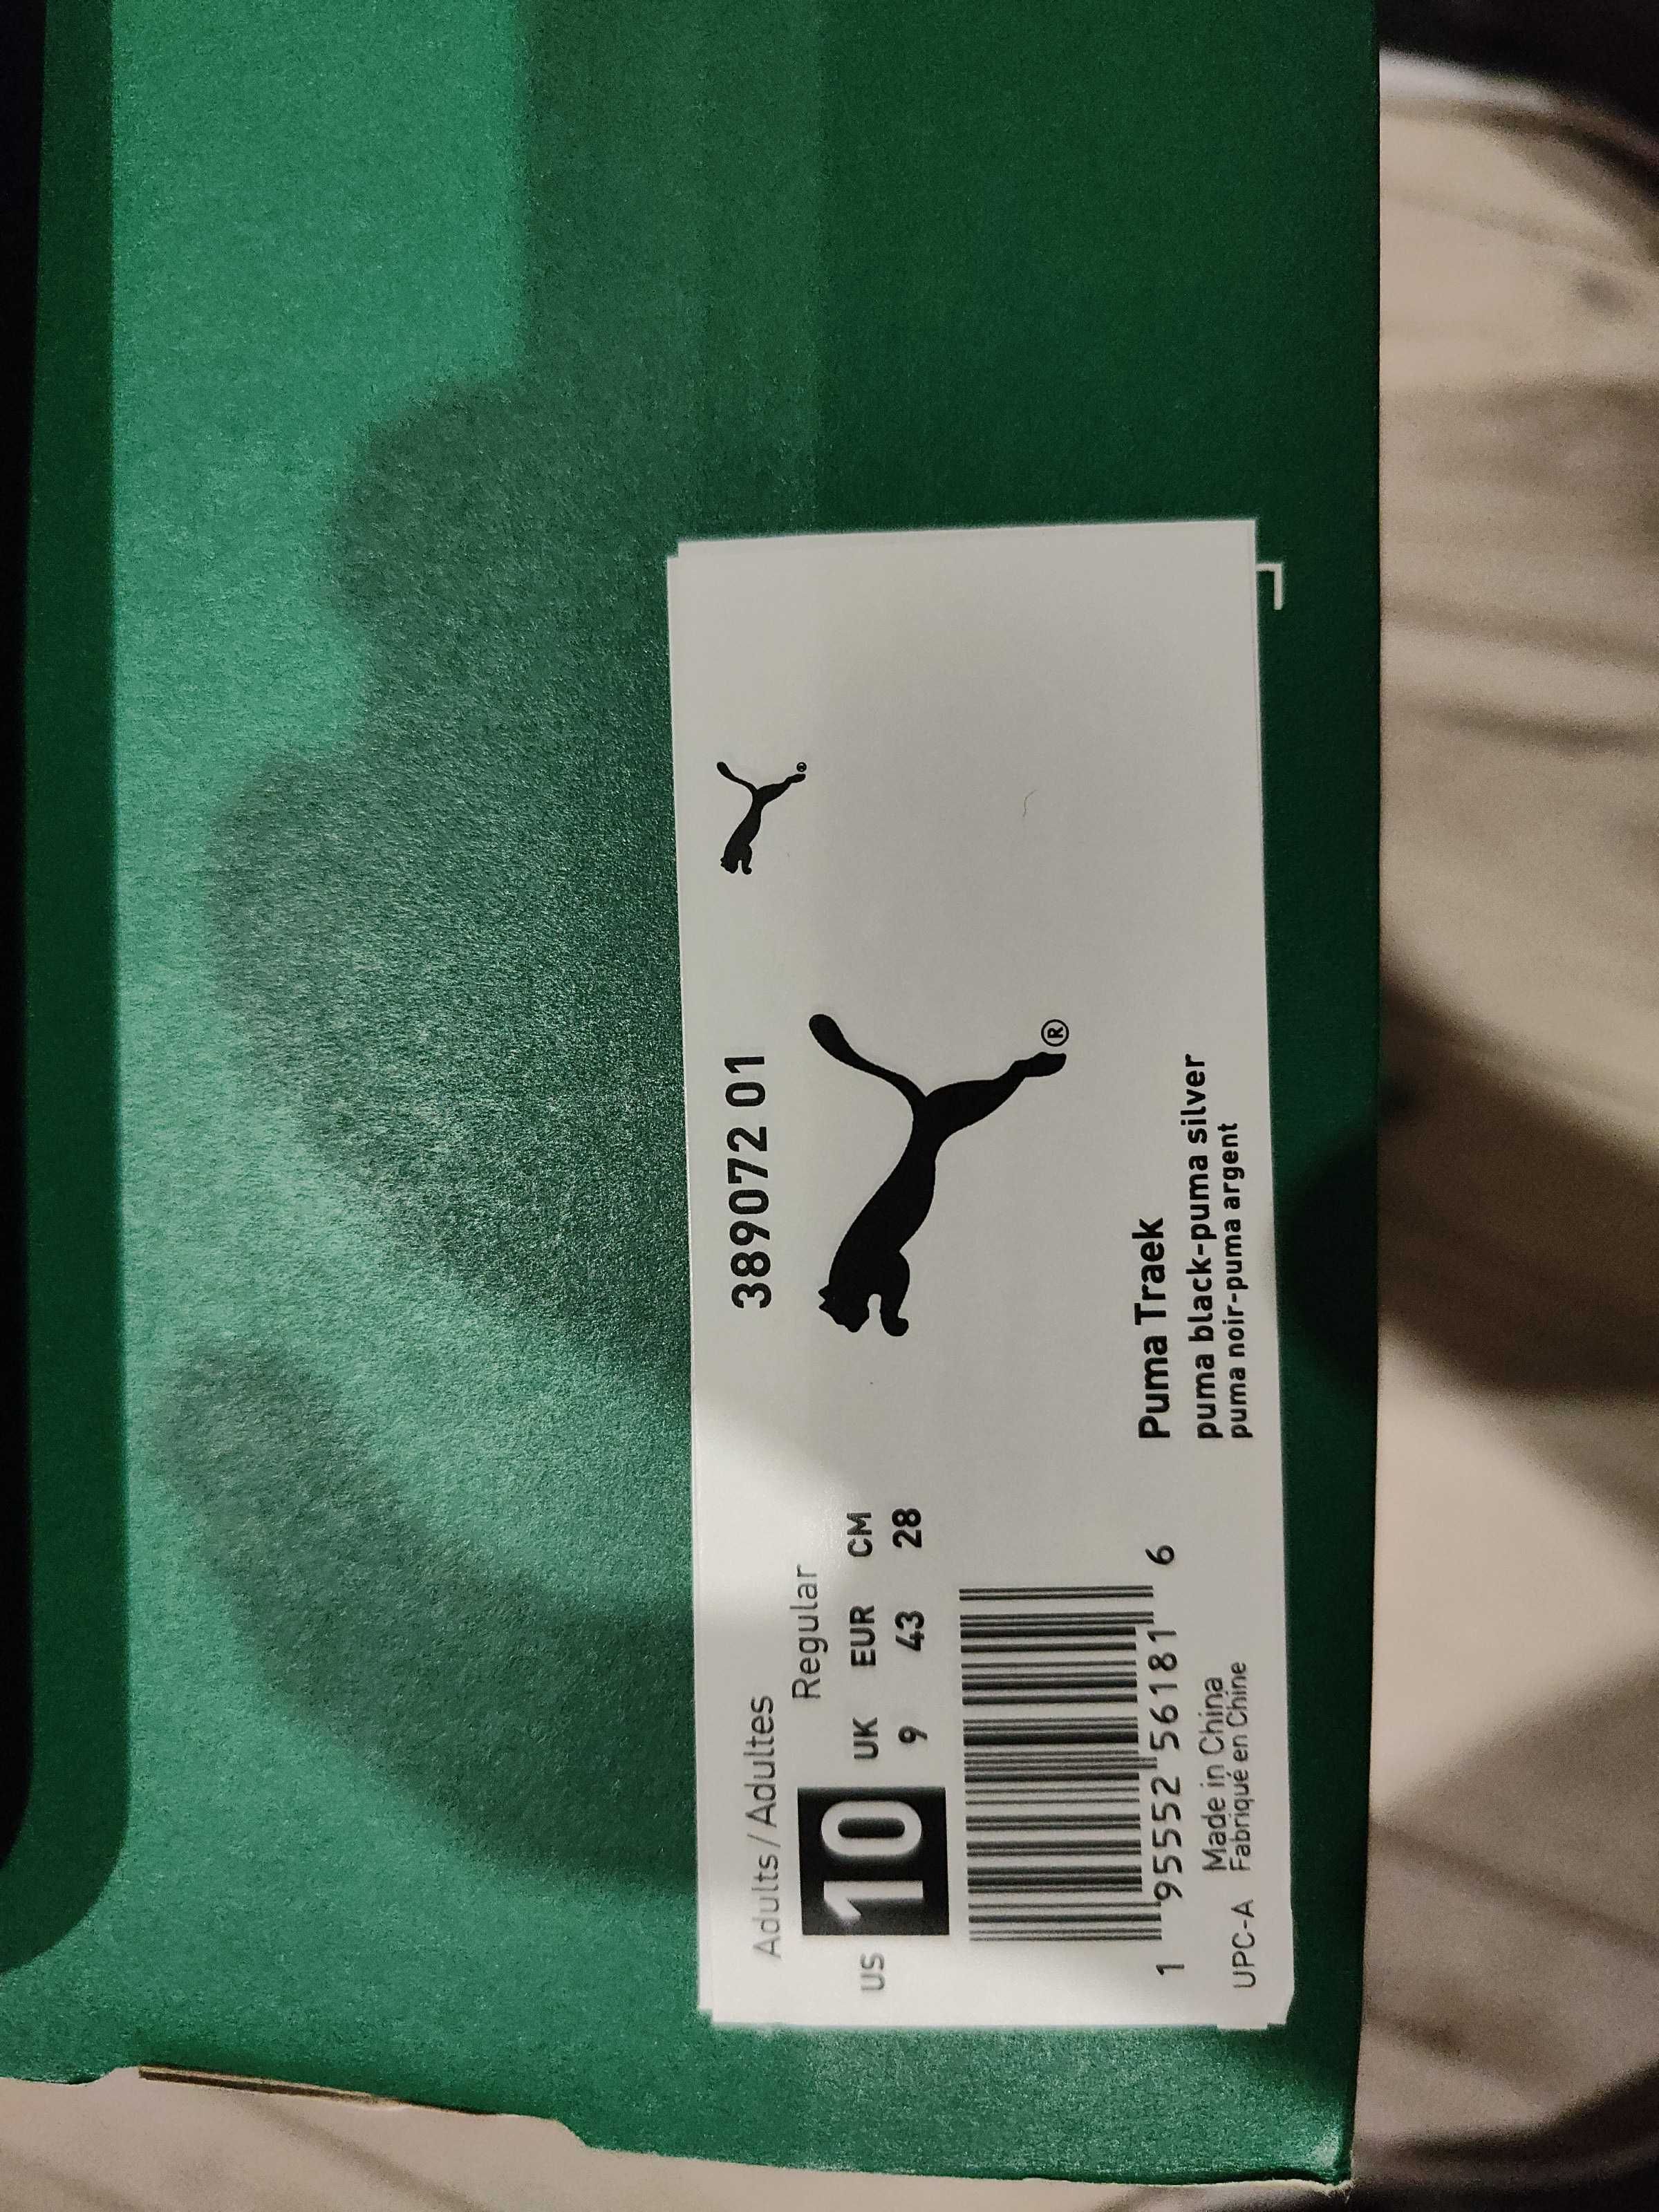 Adults/Adultes
389072 01
Regular
US 10 UK EUR CM
9 43 28
1 95552 56181 6
Puma Traek
Made in China
puma black-puma silver
UPC-A Fabriqué en Chine
puma noir-puma argent
®
®